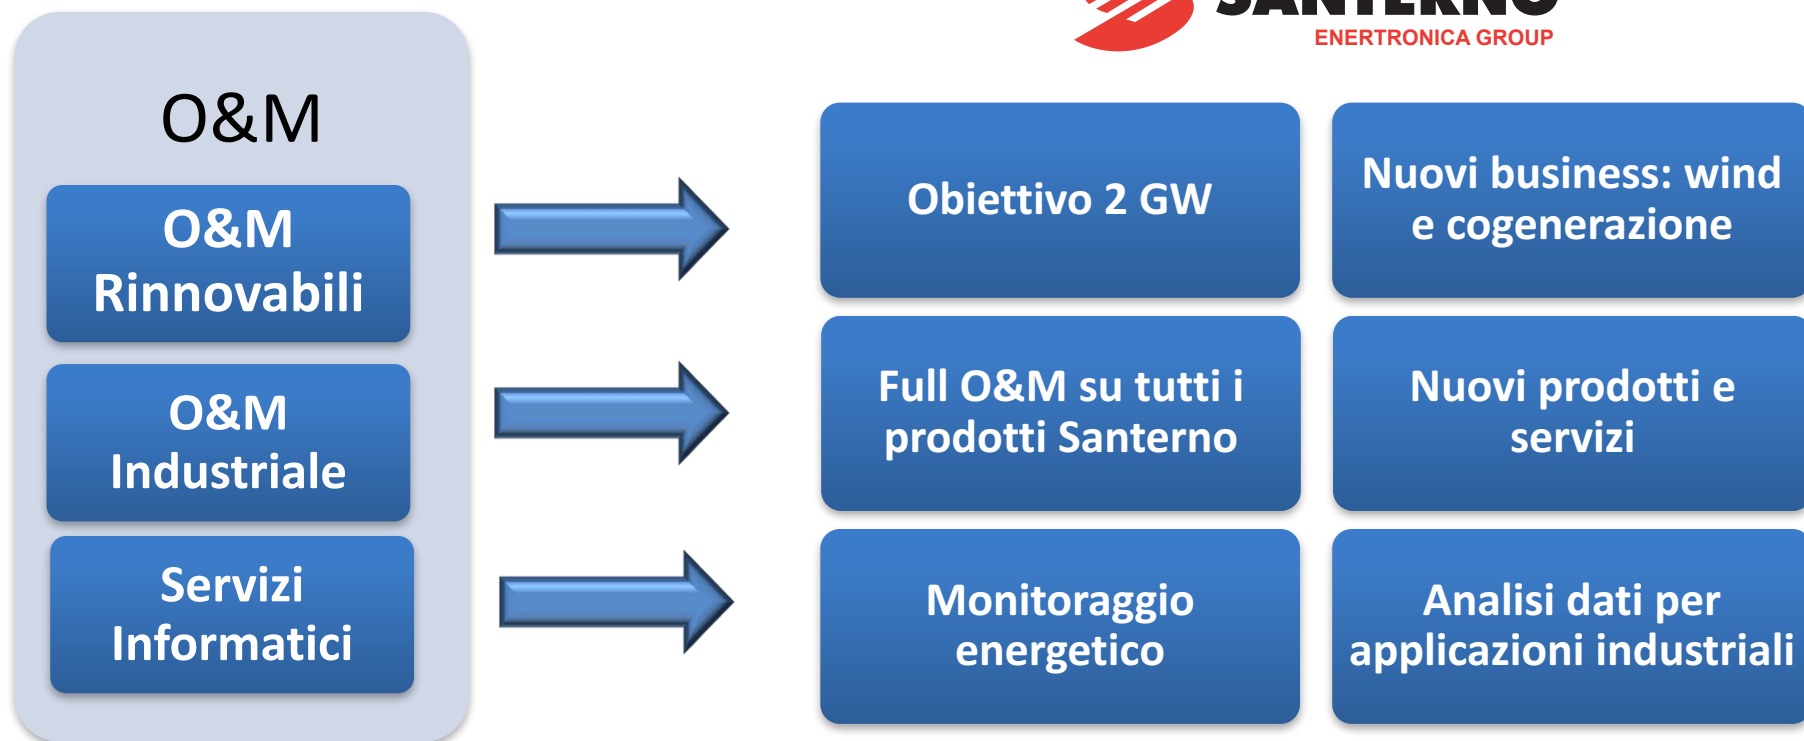 SANTERNO
ENERTRONICA GROUP
O&M
O&M
Rinnovabili
Obiettivo 2 GW
Nuovi business: wind
e cogenerazione
O&M
Industriale
Full O&M su tutti i
prodotti Santerno
Nuovi prodotti e
servizi
Servizi
Informatici
Monitoraggio
energetico
Analisi dati per
applicazioni industriali